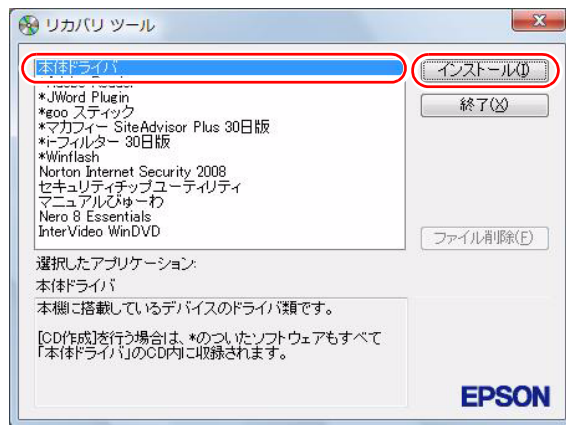 リカバリ ツール
本体ドライバ
*JWord Plugin
*goo スティック
*マカフィー SiteAdvisor Plus 30日版
*i-フィルター 30日版
*Winflash
Norton Internet Security 2008
セキュリティチップユーティリティ
マニュアルびゅーわ
Nero 8 Essentials
InterVideo WinDVD
インストール(I)
終了(X)
ファイル削除(F)
選択したアプリケーション:
本体ドライバ
本機に搭載しているデバイスのドライバ類です。
[CD作成]を行う場合は、*のついたソフトウェアもすべて
「本体ドライバ」のCD内に収録されます。
EPSON